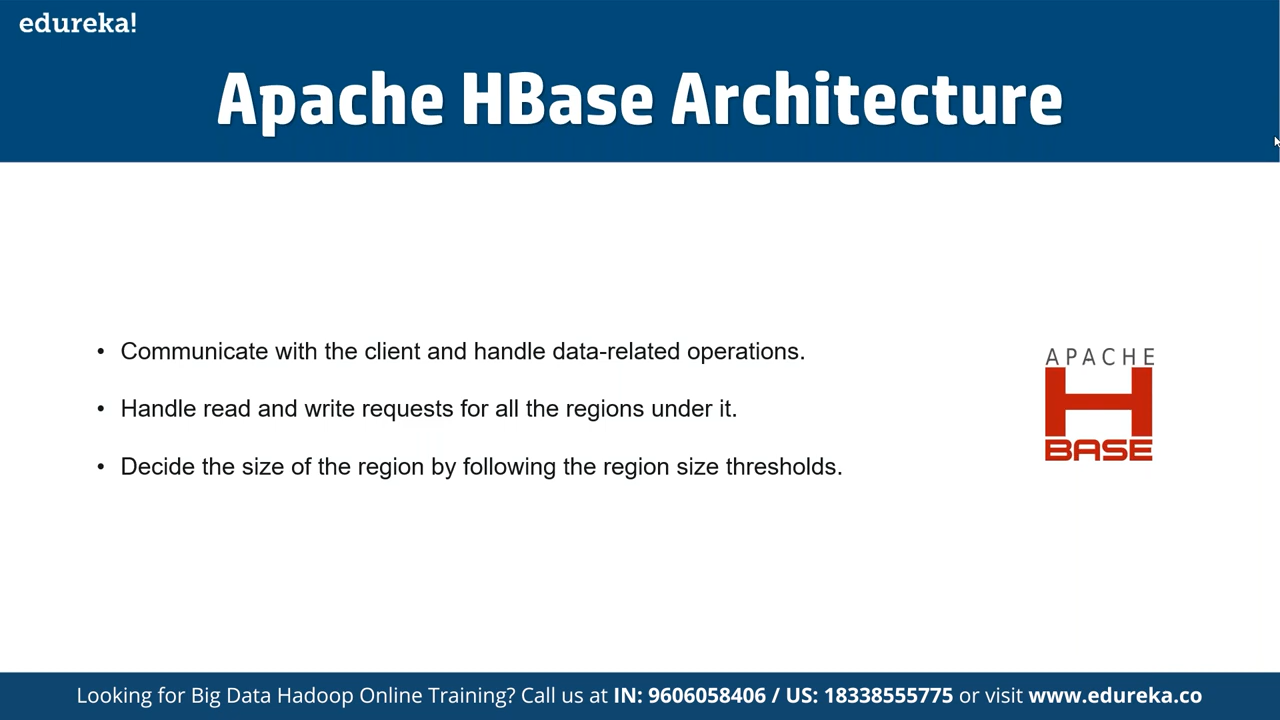 edureka!
Apache HBase Architecture
• Communicate with the client and handle data-related operations.
• Handle read and write requests for all the regions under it.
• Decide the size of the region by following the region size thresholds.
APACHE
H
BASE
Looking for Big Data Hadoop Online Training? Call us at IN: 9606058406 / US: 18338555775 or visit www.edureka.co